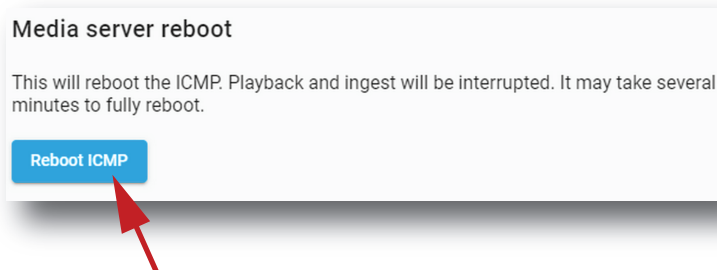 Media server reboot
This will reboot the ICMP. Playback and ingest will be interrupted. It may take several
minutes to fully reboot.
Reboot ICMP